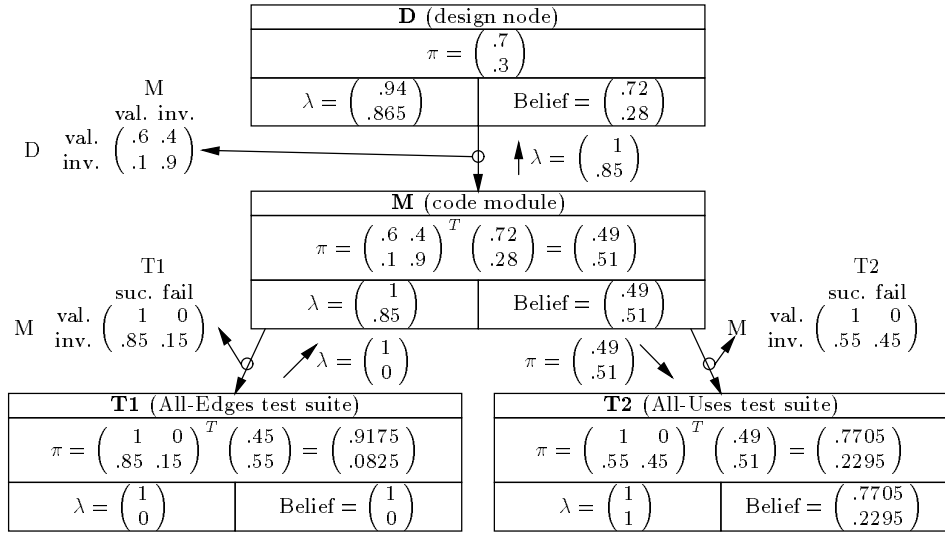 D (design node)
π = ( .7
.3 )
λ = ( .94
.865 )
Belief = ( .72
.28 )
M
val. inv.
D val. ( .6 .4
inv. .1 .9 )
λ = ( 1
.85 )
M (code module)
π = ( .6 .4
.1 .9 ) T ( .72
.28 ) = ( .49
.51 )
λ = ( 1
.85 )
Belief = ( .49
.51 )
T1
suc. fail
M val. ( 1 0
inv. .85 .15 )
T2
suc. fail
M val. ( 1 0
inv. .55 .45 )
λ = ( 1
0 )
π = ( .49
.51 )
T1 (All-Edges test suite)
π = ( 1 0
.85 .15 ) T ( .45
.55 ) = ( .9175
.0825 )
λ = ( 1
0 )
Belief = ( 1
0 )
T2 (All-Uses test suite)
π = ( 1 0
.55 .45 ) T ( .49
.51 ) = ( .7705
.2295 )
λ = ( 1
1 )
Belief = ( .7705
.2295 )